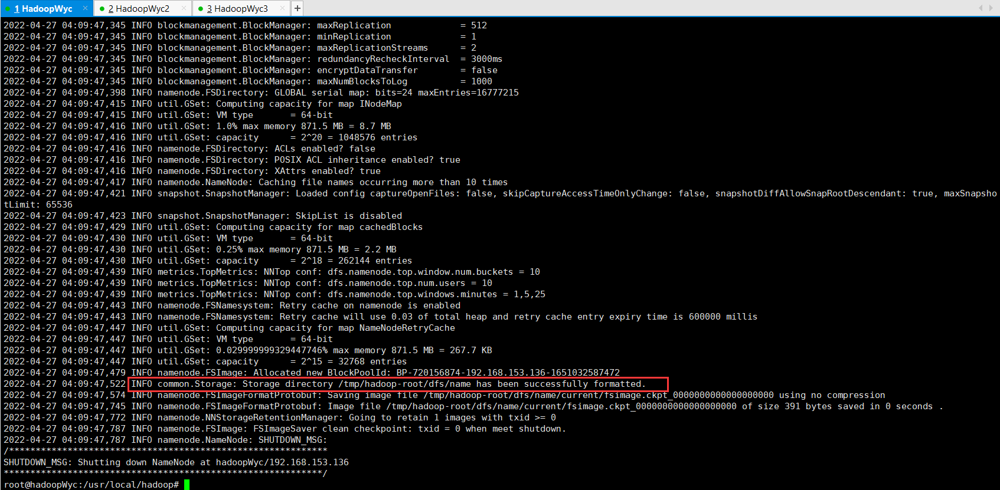 1 HadoopWyc × 2 HadoopWyc2 × 3 HadoopWyc3 × +
2022-04-27 04:09:47,345 INFO blockmanagement.BlockManager: maxReplication             = 512
2022-04-27 04:09:47,345 INFO blockmanagement.BlockManager: minReplication             = 1
2022-04-27 04:09:47,345 INFO blockmanagement.BlockManager: maxReplicationStreams      = 2
2022-04-27 04:09:47,345 INFO blockmanagement.BlockManager: redundancyRecheckInterval  = 3000ms
2022-04-27 04:09:47,345 INFO blockmanagement.BlockManager: encryptDataTransfer        = false
2022-04-27 04:09:47,345 INFO blockmanagement.BlockManager: maxNumBlocksToLog          = 1000
2022-04-27 04:09:47,398 INFO namenode.FSDirectory: GLOBAL serial map: bits=24 maxEntries=16777215
2022-04-27 04:09:47,415 INFO util.GSet: Computing capacity for map INodeMap
2022-04-27 04:09:47,415 INFO util.GSet: VM type       = 64-bit
2022-04-27 04:09:47,416 INFO util.GSet: 1.0% max memory 871.5 MB = 8.7 MB
2022-04-27 04:09:47,416 INFO util.GSet: capacity      = 2^20 = 1048576 entries
2022-04-27 04:09:47,416 INFO namenode.FSDirectory: ACLs enabled? false
2022-04-27 04:09:47,416 INFO namenode.FSDirectory: POSIX ACL inheritance enabled? true
2022-04-27 04:09:47,416 INFO namenode.FSDirectory: XAttrs enabled? true
2022-04-27 04:09:47,417 INFO namenode.NameNode: Caching file names occurring more than 10 times
2022-04-27 04:09:47,421 INFO snapshot.SnapshotManager: Loaded config captureOpenFiles: false, skipCaptureAccessTimeOnlyChange: false, snapshotDiffAllowSnapRootDescendant: true, maxSnapsho
tLimit: 65536
2022-04-27 04:09:47,423 INFO snapshot.SnapshotManager: SkipList is disabled
2022-04-27 04:09:47,429 INFO util.GSet: Computing capacity for map cachedBlocks
2022-04-27 04:09:47,430 INFO util.GSet: VM type       = 64-bit
2022-04-27 04:09:47,430 INFO util.GSet: 0.25% max memory 871.5 MB = 2.2 MB
2022-04-27 04:09:47,430 INFO util.GSet: capacity      = 2^18 = 262144 entries
2022-04-27 04:09:47,439 INFO metrics.TopMetrics: NNTop conf: dfs.namenode.top.window.num.buckets = 10
2022-04-27 04:09:47,439 INFO metrics.TopMetrics: NNTop conf: dfs.namenode.top.num.users = 10
2022-04-27 04:09:47,439 INFO metrics.TopMetrics: NNTop conf: dfs.namenode.top.windows.minutes = 1,5,25
2022-04-27 04:09:47,443 INFO namenode.FSNamesystem: Retry cache on namenode is enabled
2022-04-27 04:09:47,443 INFO namenode.FSNamesystem: Retry cache will use 0.03 of total heap and retry cache entry expiry time is 600000 millis
2022-04-27 04:09:47,447 INFO util.GSet: Computing capacity for map NameNodeRetryCache
2022-04-27 04:09:47,447 INFO util.GSet: VM type       = 64-bit
2022-04-27 04:09:47,447 INFO util.GSet: 0.029999999329447746% max memory 871.5 MB = 267.7 KB
2022-04-27 04:09:47,447 INFO util.GSet: capacity      = 2^15 = 32768 entries
2022-04-27 04:09:47,479 INFO namenode.FSImage: Allocated new BlockPoolId: BP-720156874-192.168.153.136-1651032587472
2022-04-27 04:09:47,522 INFO common.Storage: Storage directory /tmp/hadoop-root/dfs/name has been successfully formatted.
2022-04-27 04:09:47,574 INFO namenode.FSImageFormatProtobuf: Saving image file /tmp/hadoop-root/dfs/name/current/fsimage.ckpt_0000000000000000000 using no compression
2022-04-27 04:09:47,745 INFO namenode.FSImageFormatProtobuf: Image file /tmp/hadoop-root/dfs/name/current/fsimage.ckpt_0000000000000000000 of size 391 bytes saved in 0 seconds .
2022-04-27 04:09:47,772 INFO namenode.NNStorageRetentionManager: Going to retain 1 images with txid >= 0
2022-04-27 04:09:47,787 INFO namenode.FSImage: FSImageSaver clean checkpoint: txid = 0 when meet shutdown.
2022-04-27 04:09:47,787 INFO namenode.NameNode: SHUTDOWN_MSG:
/************************************************************
SHUTDOWN_MSG: Shutting down NameNode at hadoopWyc/192.168.153.136
************************************************************/
root@hadoopWyc:/usr/local/hadoop#